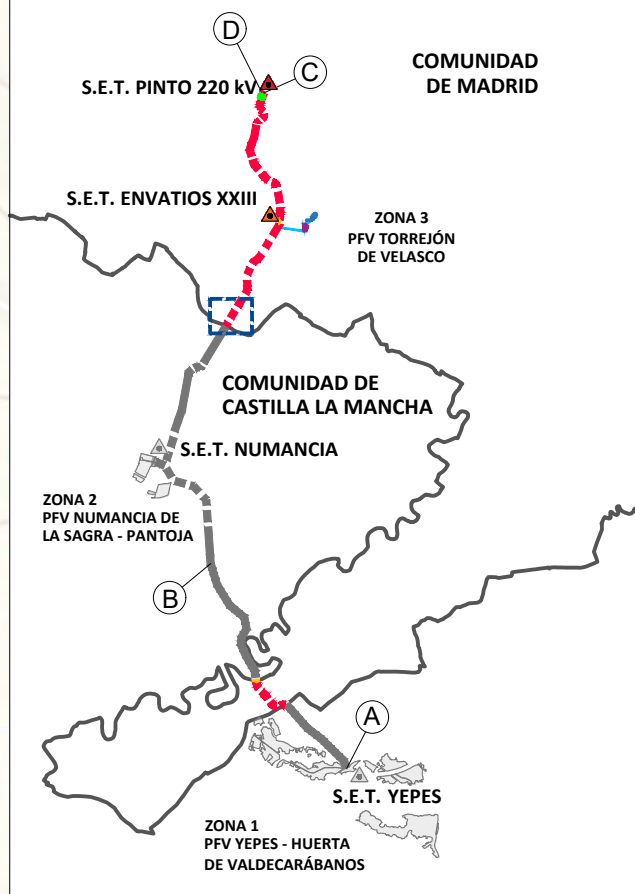 D
C
COMUNIDAD
DE MADRID
S.E.T. PINTO 220 kV
S.E.T. ENVATIOS XXIII
ZONA 3
PFV TORREJÓN
DE VELASCO
COMUNIDAD DE
CASTILLA LA MANCHA
S.E.T. NUMANCIA
ZONA 2
PFV NUMANCIA DE
LA SAGRA - PANTOJA
B
A
S.E.T. YEPES
ZONA 1
PFV YEPES - HUERTA
DE VALDECARÁBANOS